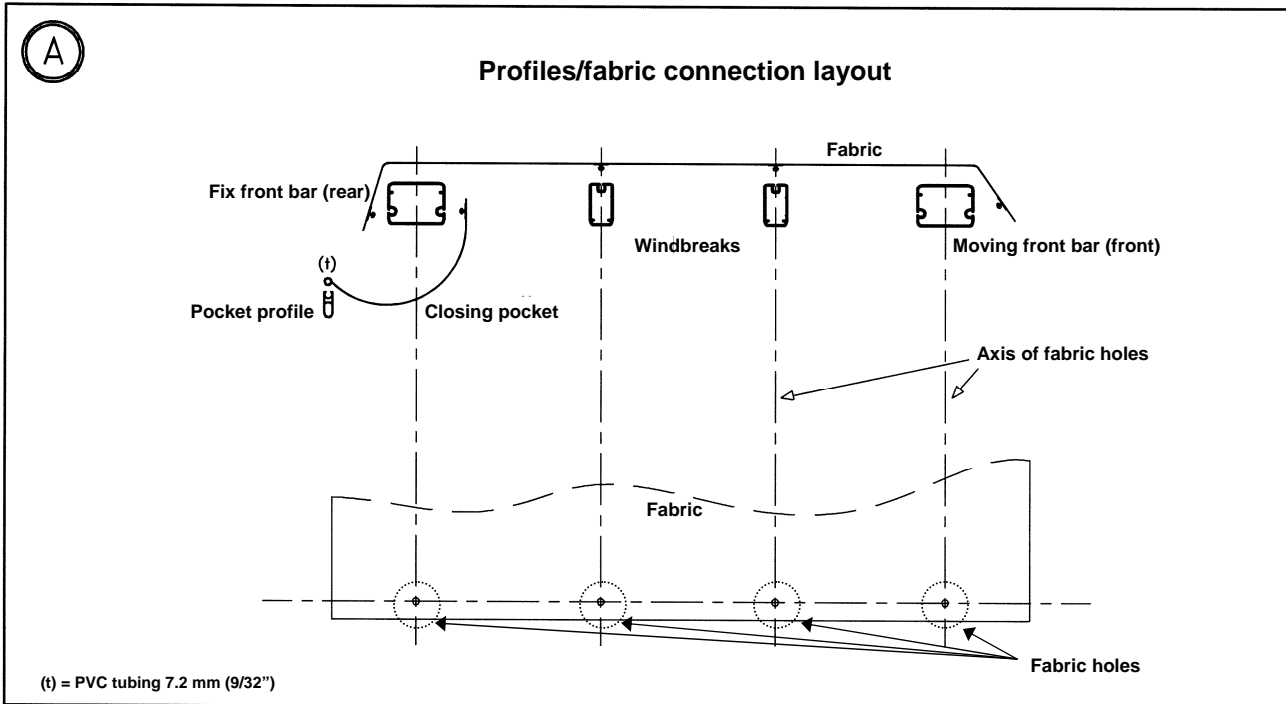 A
Profiles/fabric connection layout
Fabric
Fix front bar (rear)
Windbreaks
Moving front bar (front)
(t)
Pocket profile
Closing pocket
Axis of fabric holes
Fabric
Fabric holes
(t) = PVC tubing 7.2 mm (9/32”)